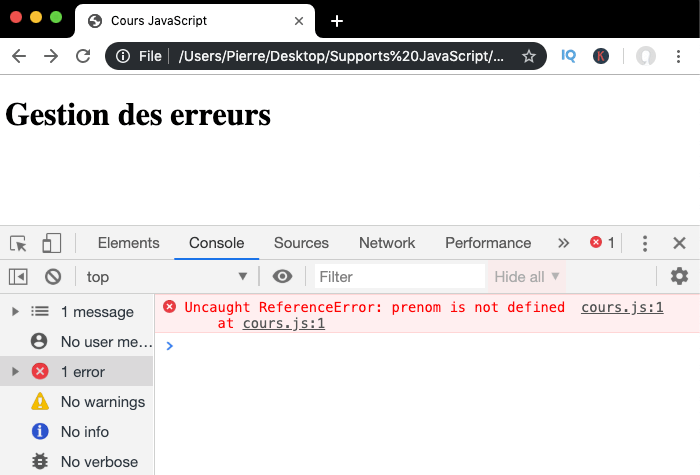 Cours JavaScript
File /Users/Pierre/Desktop/Supports%20JavaScript/... IQ K
Gestion des erreurs
Elements Console Sources Network Performance » 1
top Filter Hide all
1 message
No user me...
1 error
No warnings
No info
No verbose
Uncaught ReferenceError: prenom is not defined cours.js:1
at cours.js:1
>